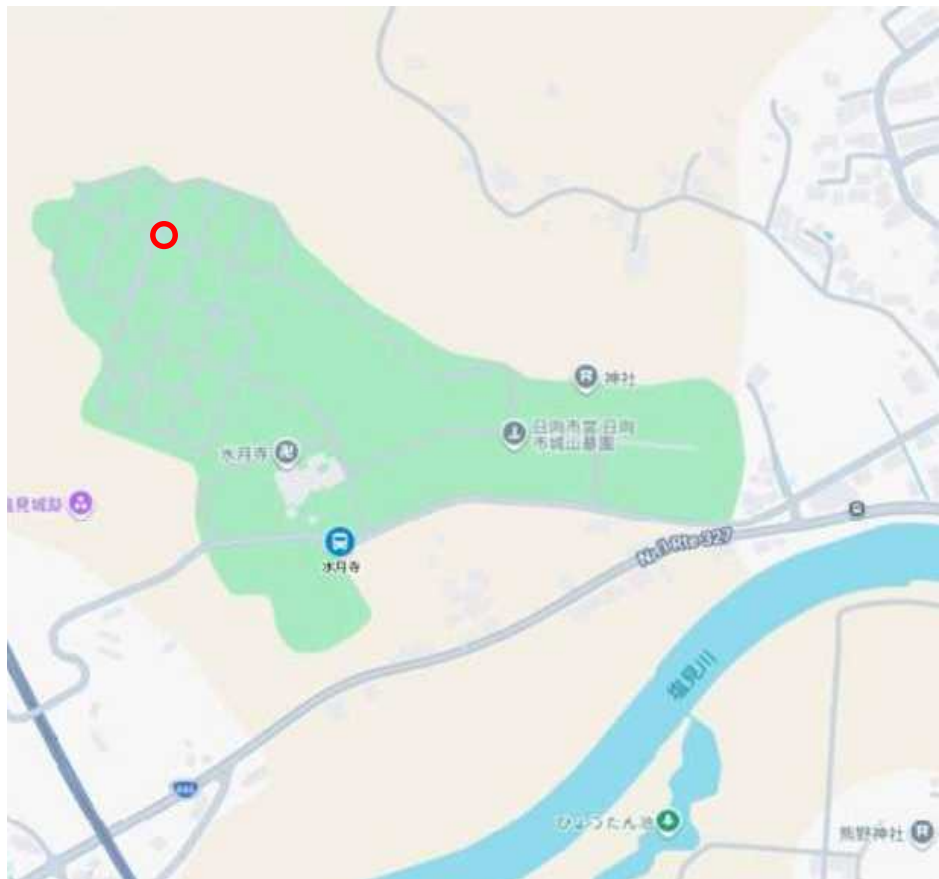 神社
日向市営 日向
市城山墓園
水月寺
見城跡
水月寺
Nat'l Rte 327
塩見川
ひょうたん池
熊野神社